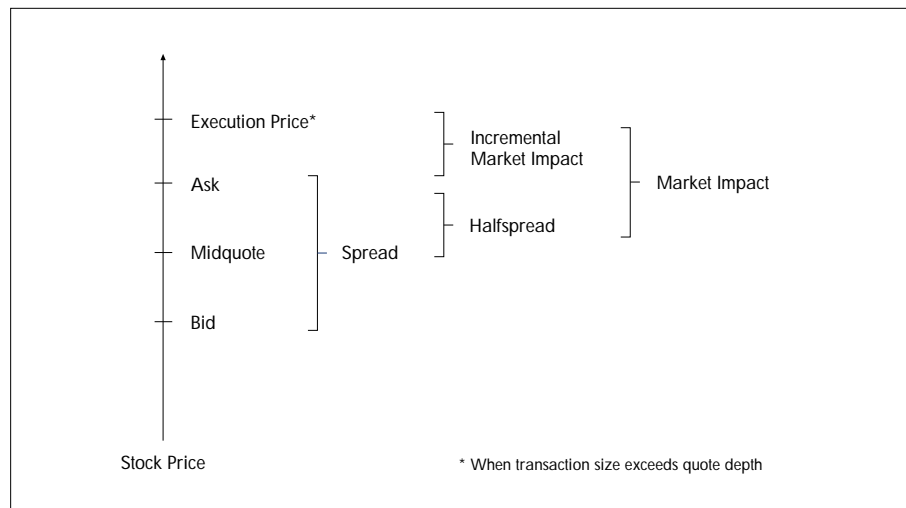 Execution Price*
Incremental
Market Impact
Ask
Market Impact
Halfspread
Midquote
Spread
Bid
Stock Price
* When transaction size exceeds quote depth